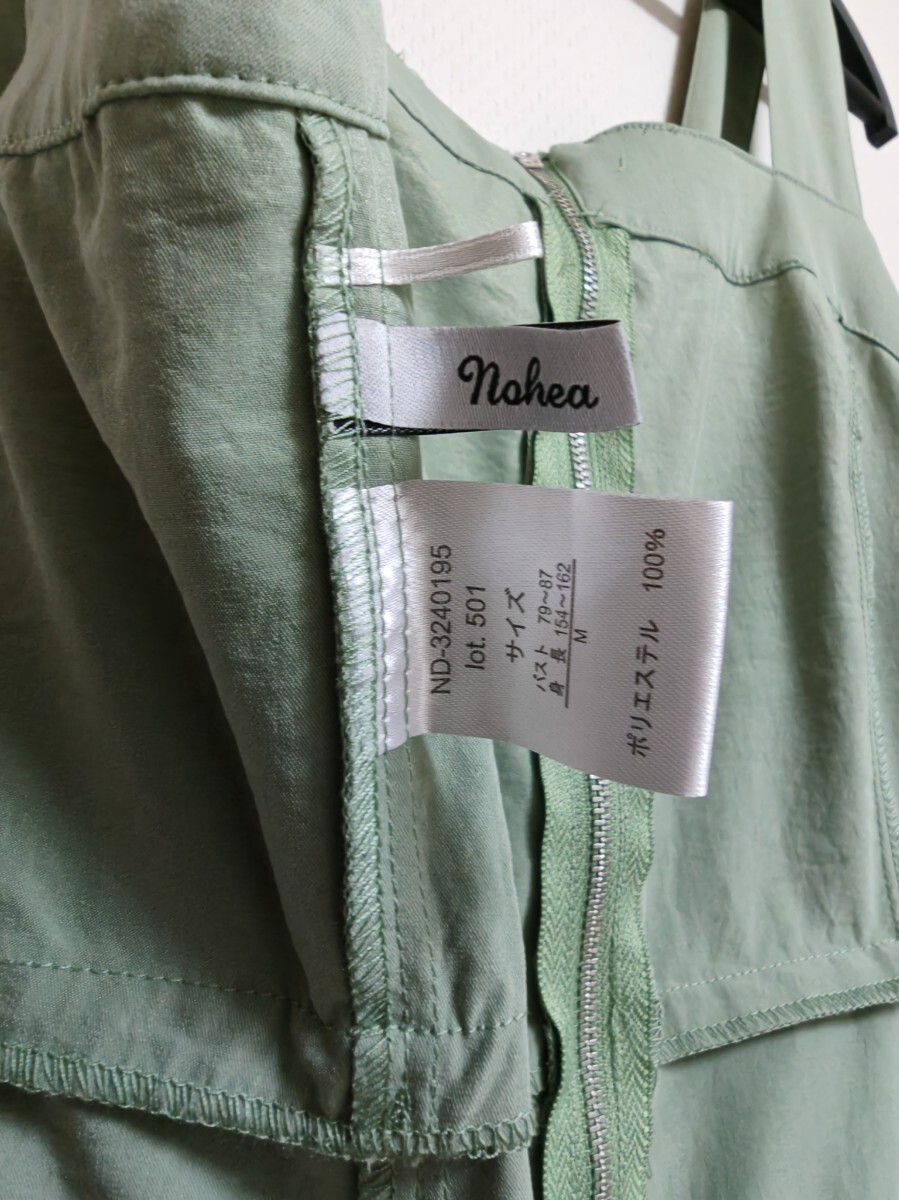 Nohea
ND-3240195
lot. 501
サイズ
バスト 79～87
身 長 154～162
M
ポリエステル 100%